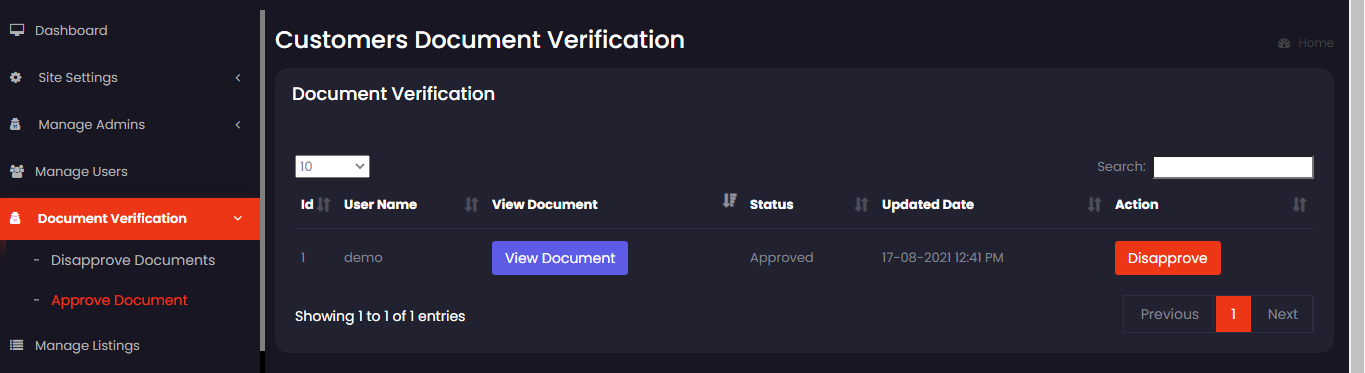 Dashboard
Site Settings
Manage Admins
Manage Users
Document Verification
- Disapprove Documents
- Approve Document
Manage Listings
Customers Document Verification
Home
Document Verification
10
Search:
Id User Name View Document Status Updated Date Action
1 demo View Document Approved 17-08-2021 12:41 PM Disapprove
Showing 1 to 1 of 1 entries
Previous 1 Next